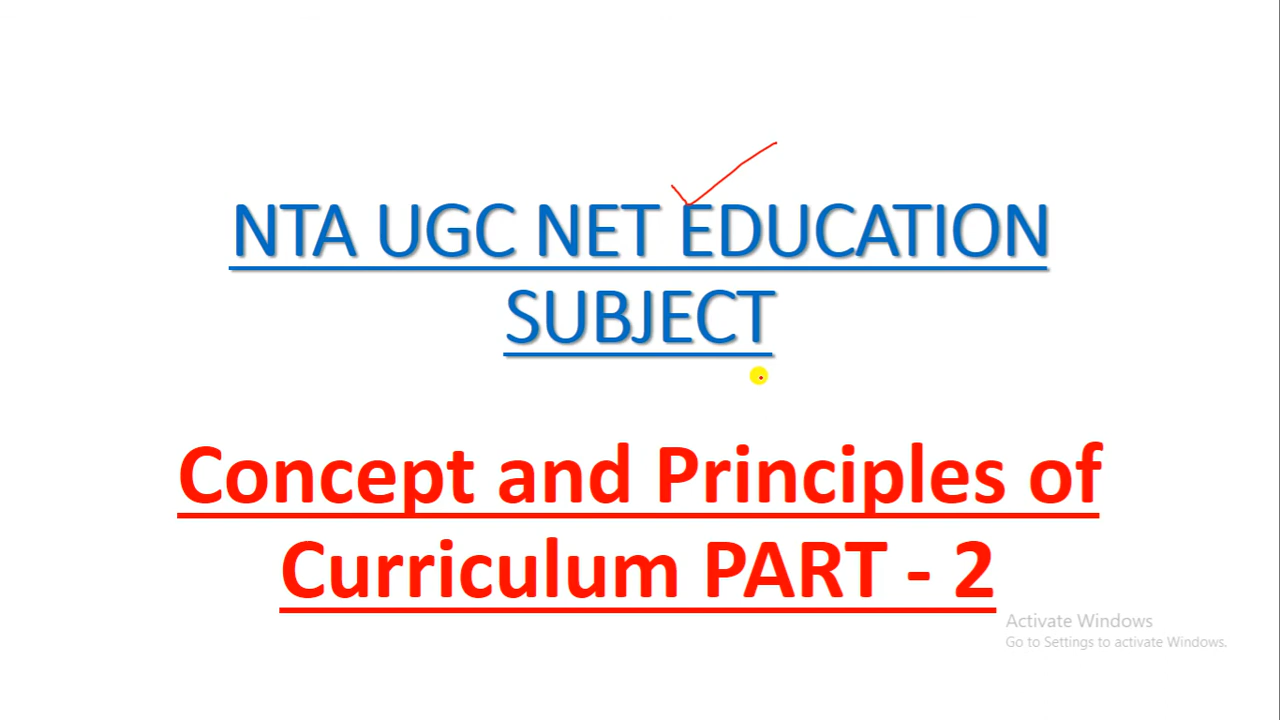 NTA UGC NET EDUCATION
SUBJECT
Concept and Principles of
Curriculum PART - 2
Activate Windows
Go to Settings to activate Windows.